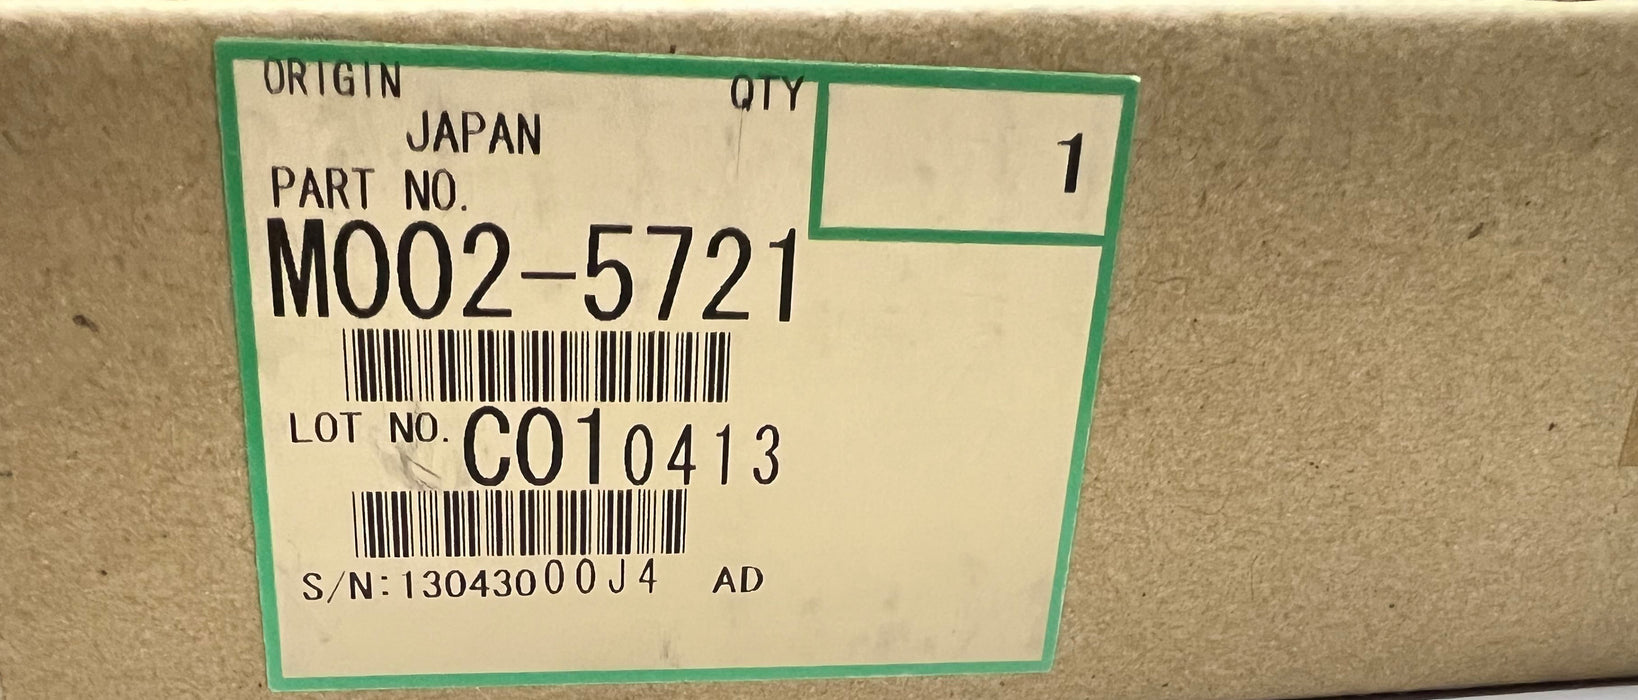 ORIGIN QTY
JAPAN 1
PART NO.
M002-5721
LOT NO. C010413
S/N:13043000J4 AD